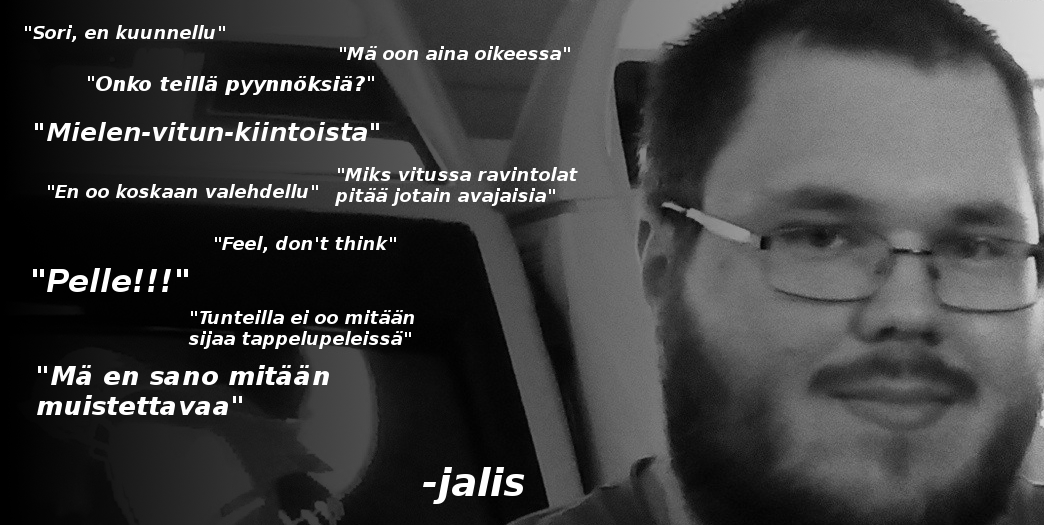 "Sori, en kuunnellu"
"Mä oon aina oikeessa"
"Onko teillä pyynnöksiä?"
"Mielen-vitun-kiintoista"
"En oo koskaan valehdellu"
"Miks vitussa ravintolat
pitää jotain avajaisia"
"Feel, don't think"
"Pelle!!!"
"Tunteilla ei oo mitään
sijaa tappelupeleissä"
"Mä en sano mitään
muistettavaa"
-jalis